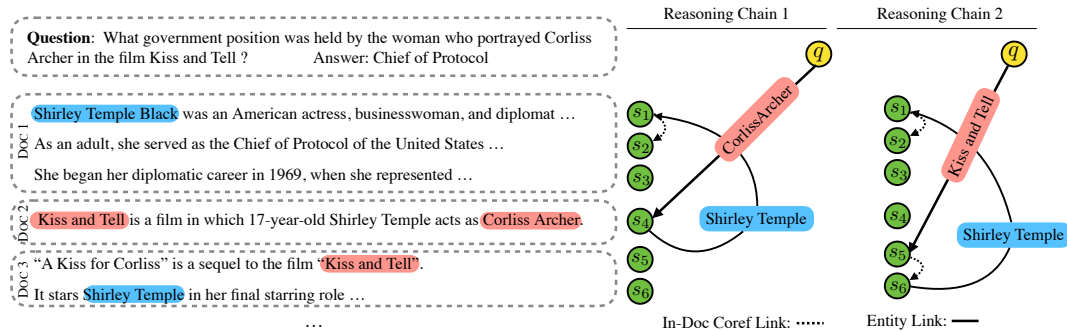 Question: What government position was held by the woman who portrayed Corliss
Archer in the film Kiss and Tell ? Answer: Chief of Protocol
DOC 1
Shirley Temple Black was an American actress, businesswoman, and diplomat …
As an adult, she served as the Chief of Protocol of the United States …
She began her diplomatic career in 1969, when she represented …
DOC 2
Kiss and Tell is a film in which 17-year-old Shirley Temple acts as Corliss Archer.
DOC 3
“A Kiss for Corliss” is a sequel to the film “Kiss and Tell”.
It stars Shirley Temple in her final starring role …
…
Reasoning Chain 1
q
CorlissArcher
s1
s2
s3
s4
Shirley Temple
s5
s6
Reasoning Chain 2
q
Kiss and Tell
s1
s2
s3
s4
Shirley Temple
s5
s6
In-Doc Coref Link:
Entity Link: